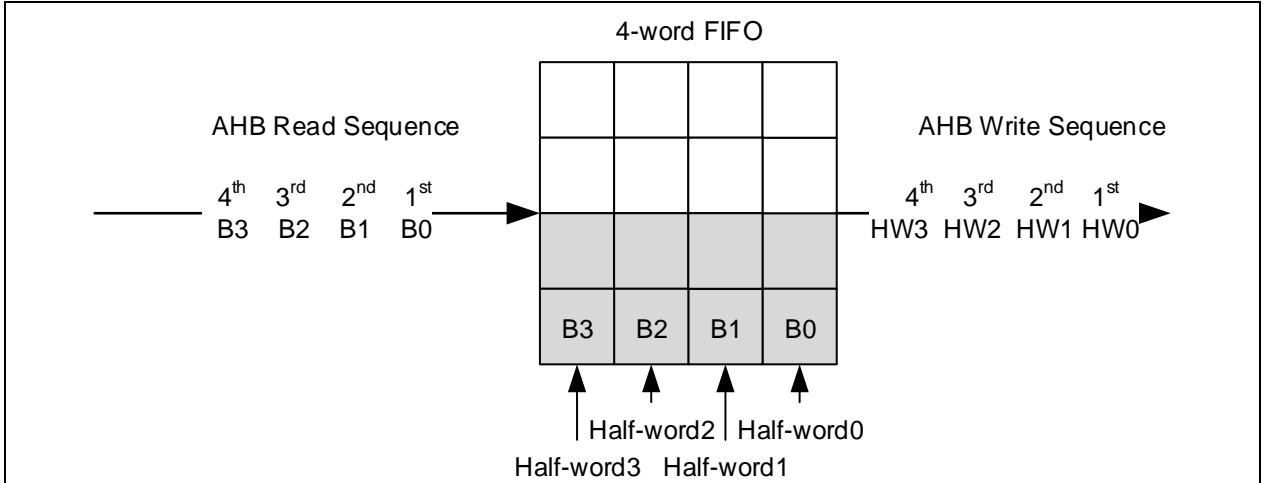 4-word FIFO
AHB Read Sequence
AHB Write Sequence
4th 3rd 2nd 1st
B3 B2 B1 B0
4th 3rd 2nd 1st
HW3 HW2 HW1 HW0
B3 B2 B1 B0
Half-word2 Half-word0
Half-word3 Half-word1